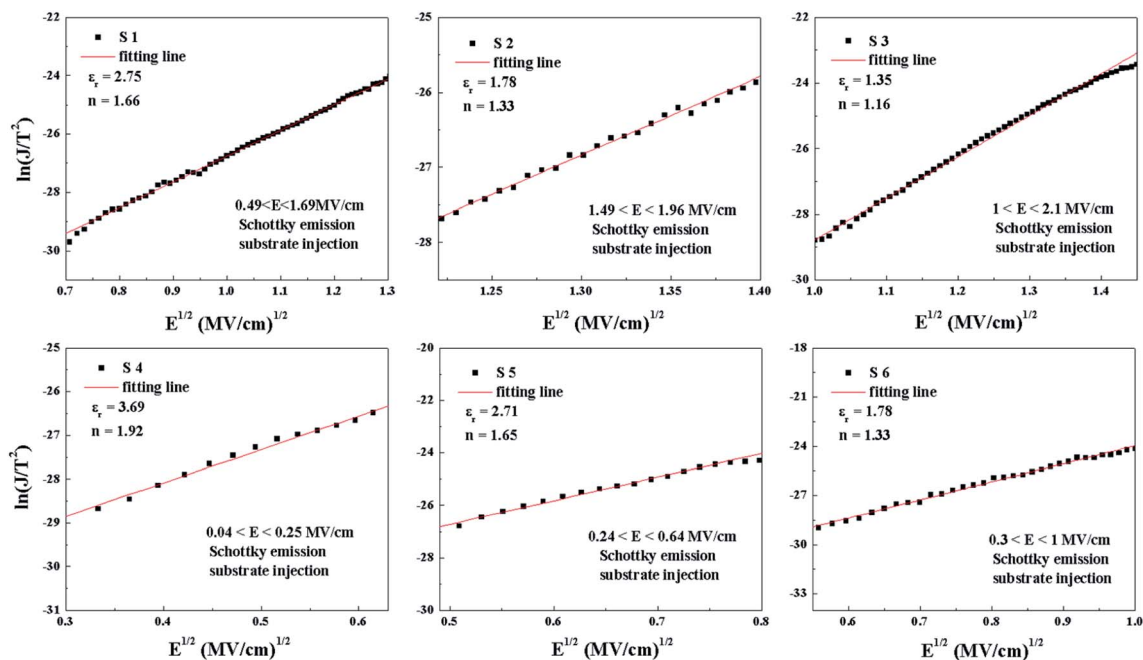 S 1
fitting line
εr = 2.75
n = 1.66
0.49<E<1.69MV/cm
Schottky emission
substrate injection
-22
-24
-26
-28
-30
ln(J/T²)
0.7 0.8 0.9 1.0 1.1 1.2 1.3
E^1/2 (MV/cm)^1/2
S 2
fitting line
εr = 1.78
n = 1.33
1.49 < E < 1.96 MV/cm
Schottky emission
substrate injection
-25
-26
-27
-28
1.25 1.30 1.35 1.40
E^1/2 (MV/cm)^1/2
S 3
fitting line
εr = 1.35
n = 1.16
1 < E < 2.1 MV/cm
Schottky emission
substrate injection
-22
-24
-26
-28
-30
1.0 1.1 1.2 1.3 1.4
E^1/2 (MV/cm)^1/2
S 4
fitting line
εr = 3.69
n = 1.92
0.04 < E < 0.25 MV/cm
Schottky emission
substrate injection
-25
-26
-27
-28
-29
-30
-31
ln(J/T²)
0.3 0.4 0.5 0.6
E^1/2 (MV/cm)^1/2
S 5
fitting line
εr = 2.71
n = 1.65
0.24 < E < 0.64 MV/cm
Schottky emission
substrate injection
-20
-22
-24
-26
-28
-30
0.5 0.6 0.7 0.8
E^1/2 (MV/cm)^1/2
S 6
fitting line
εr = 1.78
n = 1.33
0.3 < E < 1 MV/cm
Schottky emission
substrate injection
-18
-21
-24
-27
-30
-33
0.6 0.7 0.8 0.9 1.0
E^1/2 (MV/cm)^1/2